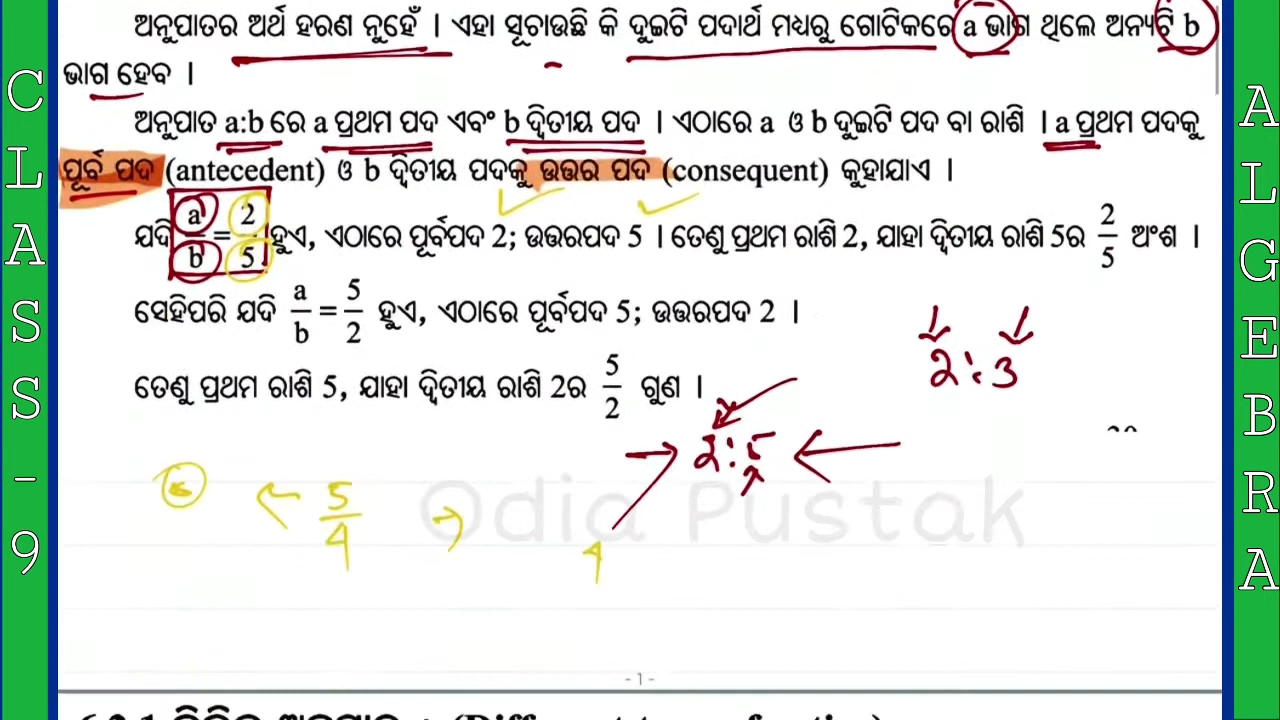 ଅନୁପାତର ଅର୍ଥ ହରଣ ନୁହେଁ । ଏହା ସୂଚାଉଛି କି ଦୁଇଟି ପଦାର୍ଥ ମଧ୍ୟରୁ ଗୋଟିକରେ a ଭାଗ ଥିଲେ ଅନ୍ୟଟି b
ଭାଗ ହେବ ।
ଅନୁପାତ a:b ରେ a ପ୍ରଥମ ପଦ ଏବଂ b ଦ୍ଵିତୀୟ ପଦ । ଏଠାରେ a ଓ b ଦୁଇଟି ପଦ ବା ରାଶି । a ପ୍ରଥମ ପଦକୁ
ପୂର୍ବ ପଦ (antecedent) ଓ b ଦ୍ଵିତୀୟ ପଦକୁ ଉତ୍ତର ପଦ (consequent) କୁହାଯାଏ ।
ଯଦି a/b = 2/5 ହୁଏ, ଏଠାରେ ପୂର୍ବପଦ 2; ଉତ୍ତରପଦ 5 । ତେଣୁ ପ୍ରଥମ ରାଶି 2, ଯାହା ଦ୍ଵିତୀୟ ରାଶି 5ର 2/5 ଅଂଶ ।
ସେହିପରି ଯଦି a/b = 5/2 ହୁଏ, ଏଠାରେ ପୂର୍ବପଦ 5; ଉତ୍ତରପଦ 2 ।
2:3
ତେଣୁ ପ୍ରଥମ ରାଶି 5, ଯାହା ଦ୍ଵିତୀୟ ରାଶି 2ର 5/2 ଗୁଣ ।
2:5
5/4
Odia Pustak
- 1 -
CLASS-9
ALGEBRA